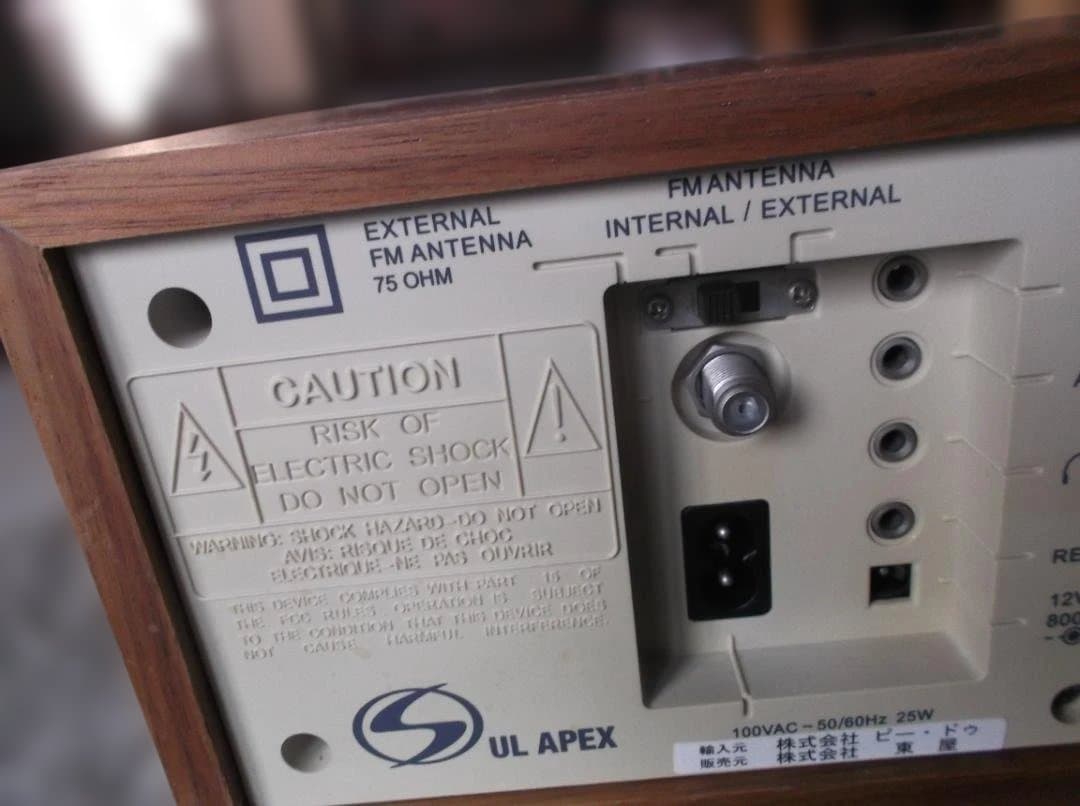 EXTERNAL
FM ANTENNA
75 OHM
FM ANTENNA
INTERNAL / EXTERNAL
CAUTION
RISK OF
ELECTRIC SHOCK
DO NOT OPEN
WARNING: SHOCK HAZARD-DO NOT OPEN
AVIS: RISQUE DE CHOC
ELECTRIQUE-NE PAS OUVRIR
THIS DEVICE COMPLIES WITH PART 15 OF
THE FCC RULES OPERATION IS SUBJECT
TO THE CONDITION THAT THIS DEVICE DOES
NOT CAUSE HARMFUL INTERFERENCE
UL APEX
100VAC ~ 50/60Hz 25W
輸入元 株式会社 ピー・ドゥ
販売元 株式会社 東 屋
A
RE
12V
800